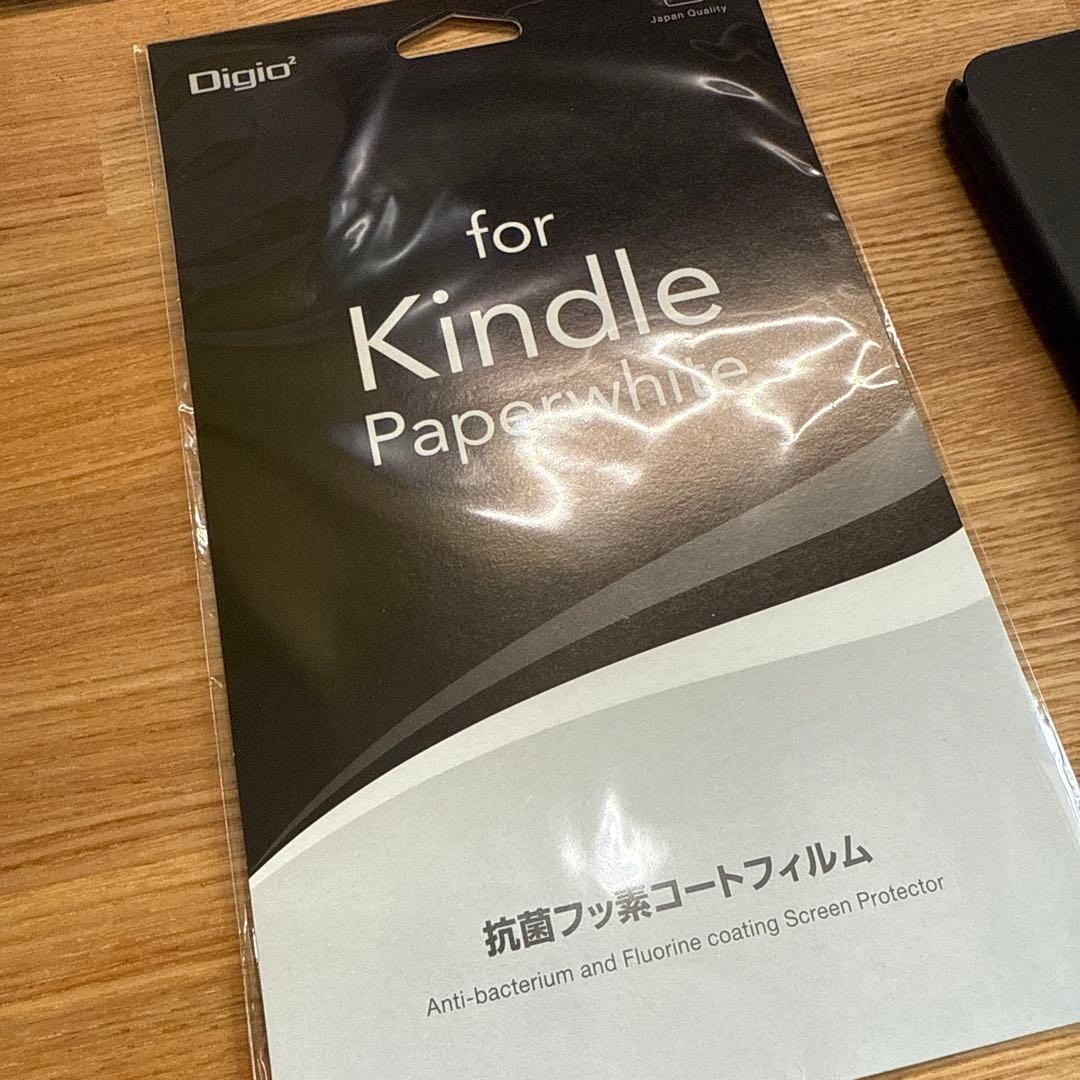 Japan Quality
Digio²
for
Kindle
Paperwhite
抗菌フッ素コートフィルム
Anti-bacterium and Fluorine coating Screen Protector